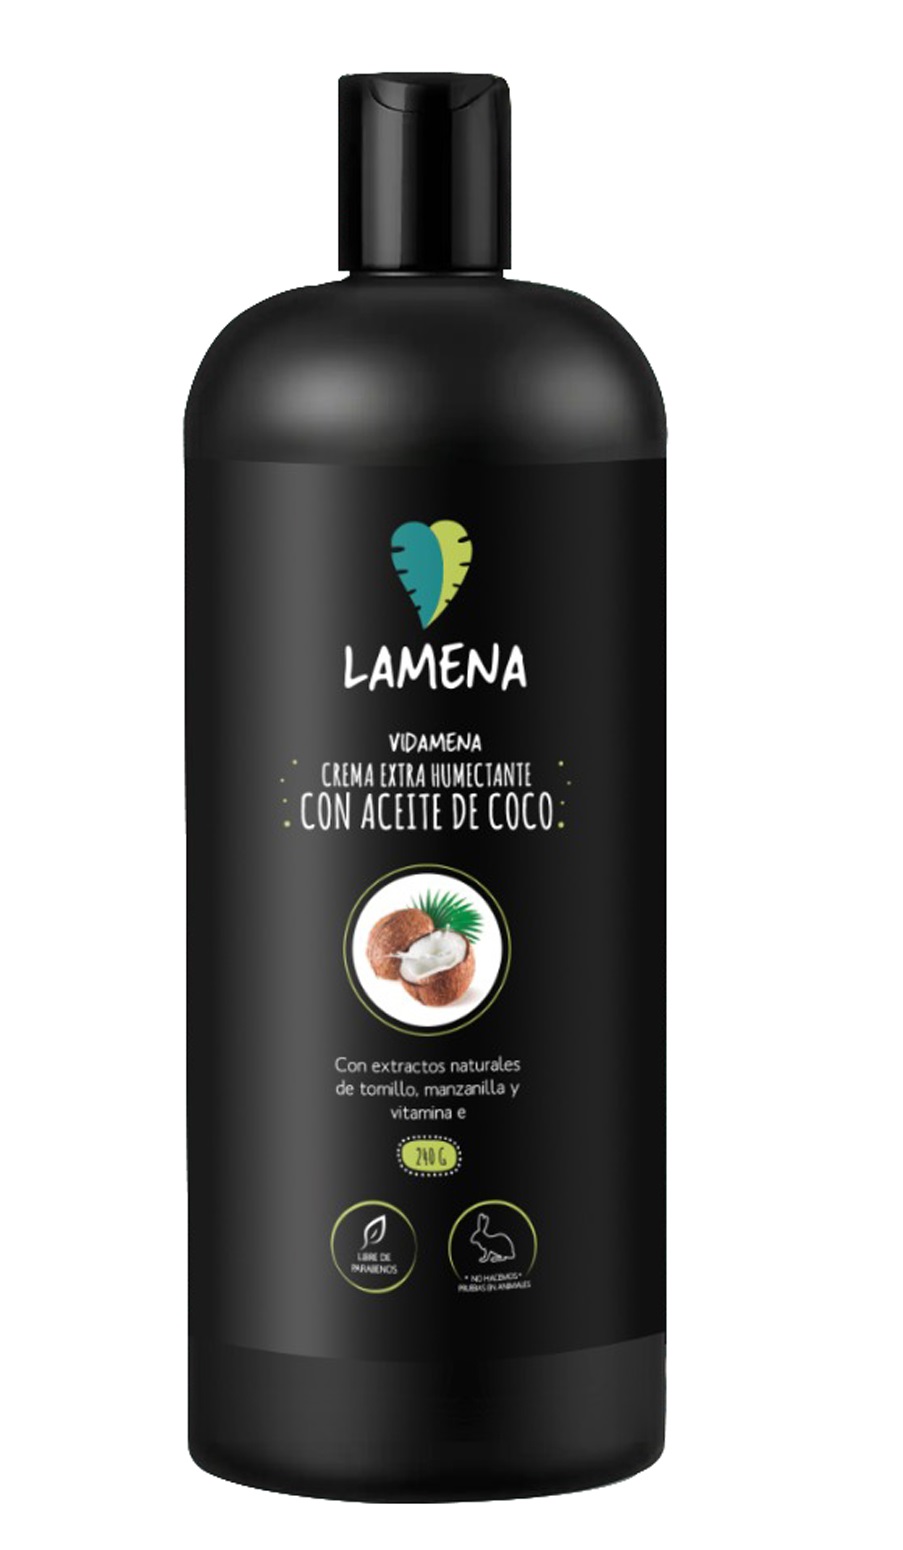 LAMENA
VIDAMENA
CREMA EXTRA HUMECTANTE
CON ACEITE DE COCO
Con extractos naturales
de tomillo, manzanilla y
vitamina e
240 G
LIBRE DE
PARABENOS
* NO HACEMOS *
PRUEBAS EN ANIMALES